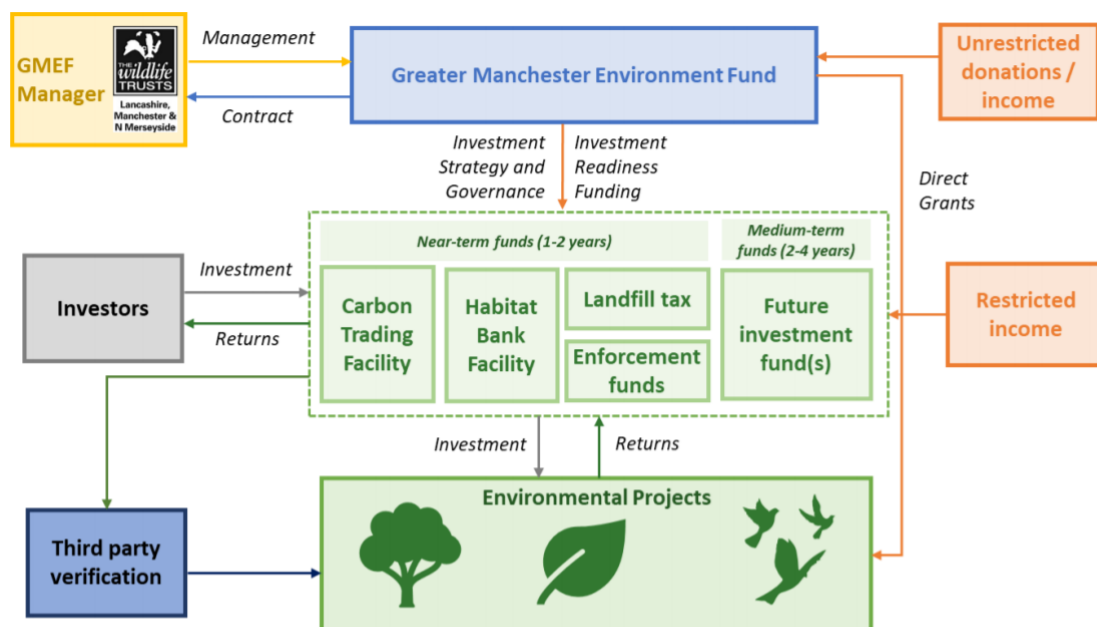 GMEF
Manager
THE
wildlife
TRUSTS
Lancashire,
Manchester &
N Merseyside
Management
Contract
Greater Manchester Environment Fund
Unrestricted
donations /
income
Investment
Strategy and
Governance
Investment
Readiness
Funding
Direct
Grants
Near-term funds (1-2 years)
Medium-term
funds (2-4 years)
Investors
Investment
Returns
Carbon
Trading
Facility
Habitat
Bank
Facility
Landfill tax
Enforcement
funds
Future
investment
fund(s)
Restricted
income
Investment
Returns
Environmental Projects
Third party
verification